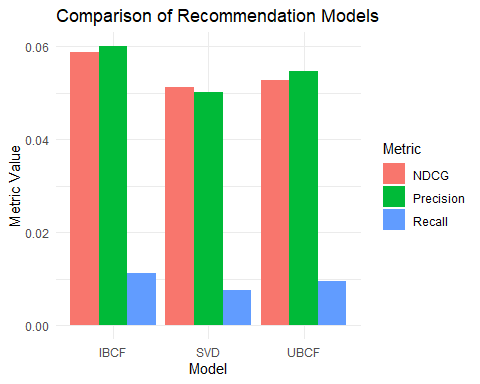 Comparison of Recommendation Models
Metric Value
0.06
0.04
0.02
0.00
IBCF
SVD
UBCF
Model
Metric
NDCG
Precision
Recall